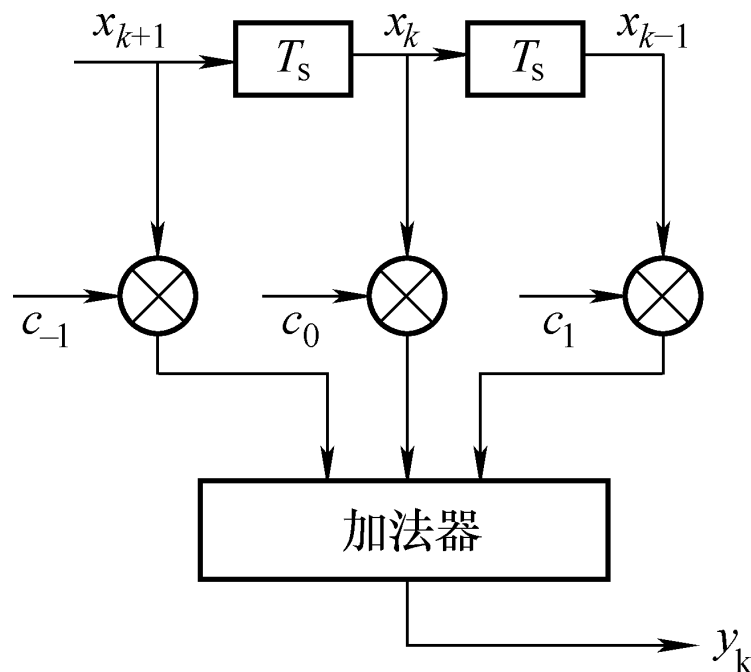 x_{k+1} T_s x_k T_s x_{k-1}
c_{-1} c_0 c_1
加法器
y_k